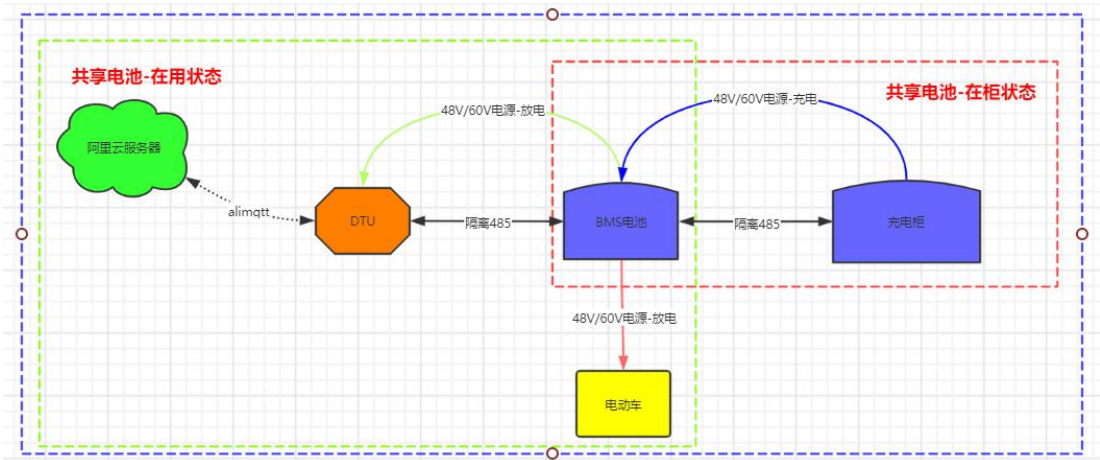 共享电池-在用状态
共享电池-在柜状态
48V/60V电源-放电
48V/60V电源-充电
阿里云服务器
alimqtt
DTU
隔离485
BMS电池
隔离485
充电柜
48V/60V电源-放电
电动车